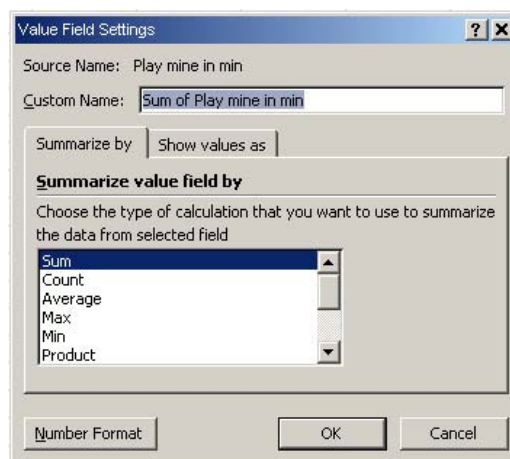 Value Field Settings
Source Name: Play mine in min
Custom Name: Sum of Play mine in min
Summarize by Show values as
Summarize value field by
Choose the type of calculation that you want to use to summarize
the data from selected field
Sum
Count
Average
Max
Min
Product
Number Format OK Cancel